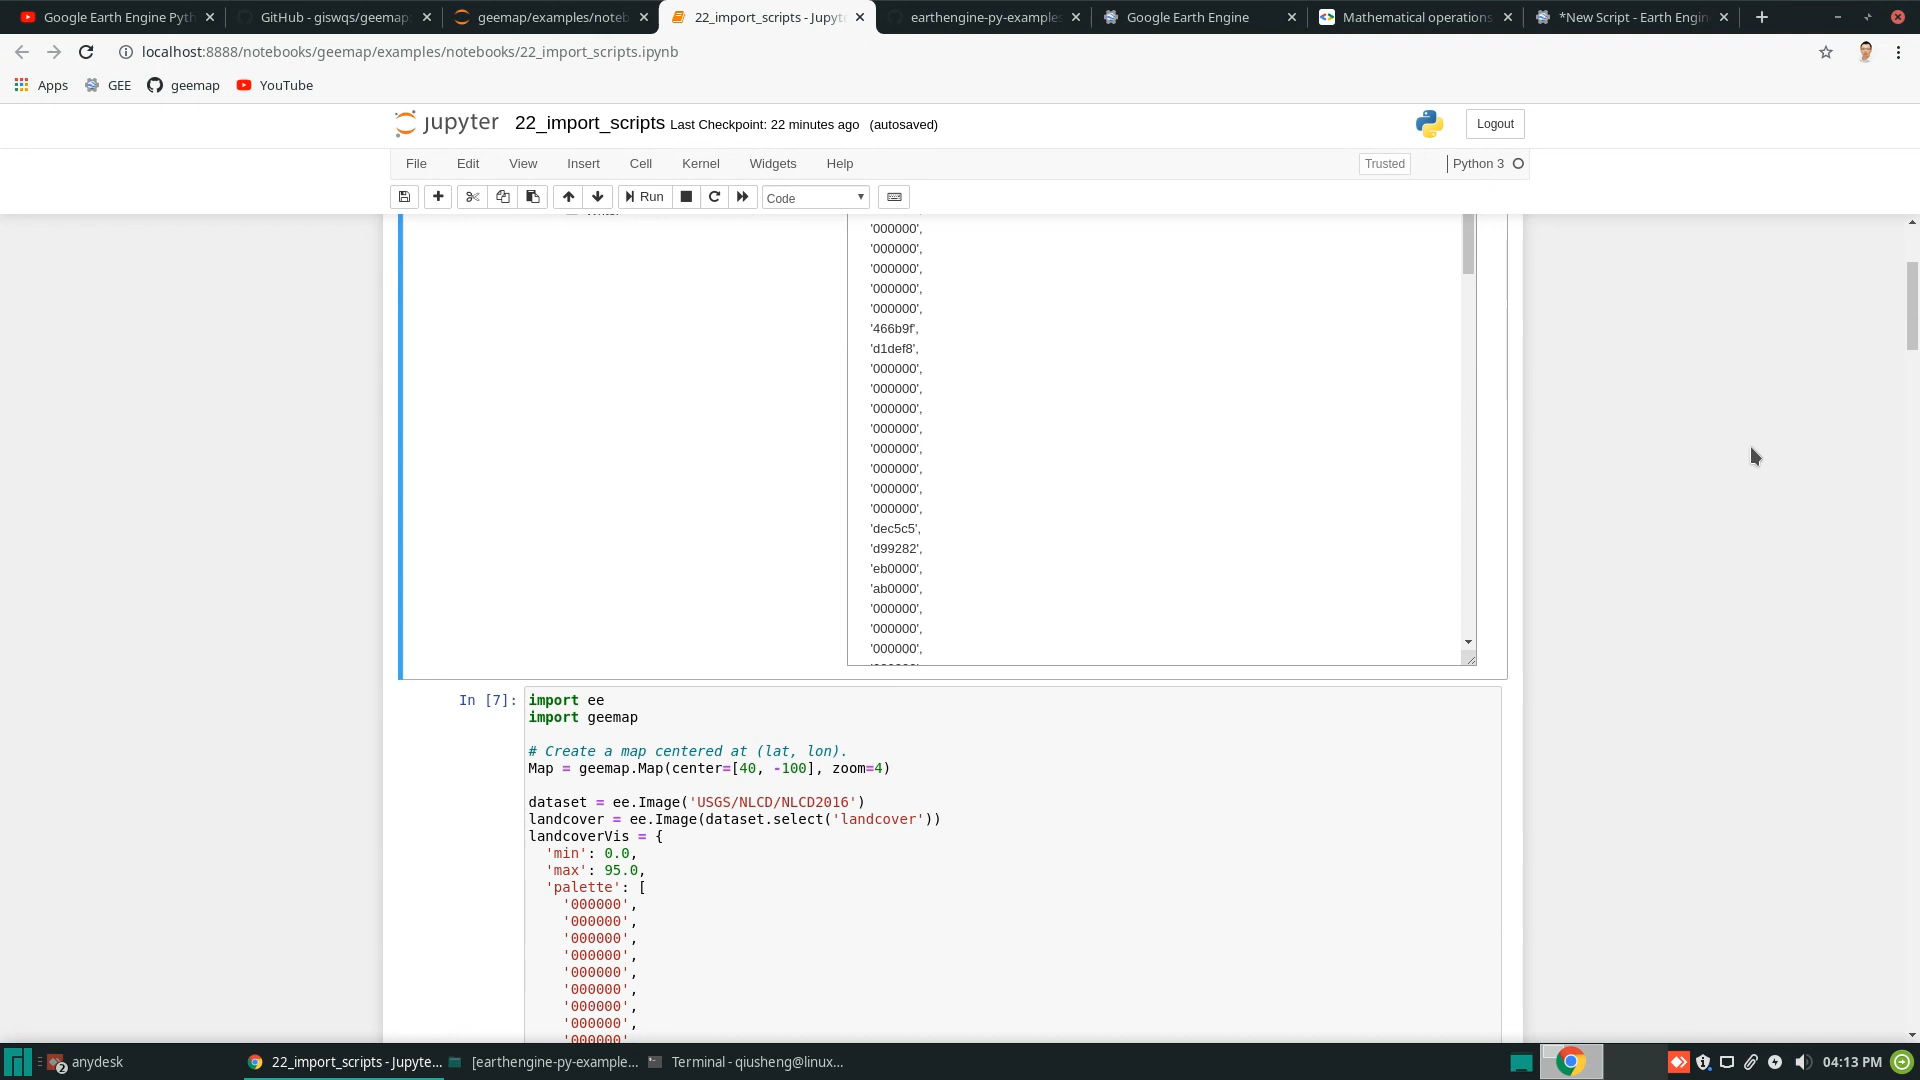 Google Earth Engine Pyth
GitHub - giswqs/geemap:
geemap/examples/noteb
22_import_scripts - Jupyte
earthengine-py-examples
Google Earth Engine
Mathematical operations
*New Script - Earth Engin
localhost:8888/notebooks/geemap/examples/notebooks/22_import_scripts.ipynb
Apps
GEE
geemap
YouTube
jupyter
22_import_scripts
Last Checkpoint: 22 minutes ago (autosaved)
Logout
File
Edit
View
Insert
Cell
Kernel
Widgets
Help
Trusted
Python 3
Run
Code
'000000',
'000000',
'000000',
'000000',
'000000',
'466b9f',
'd1def8',
'000000',
'000000',
'000000',
'000000',
'000000',
'000000',
'000000',
'000000',
'dec5c5',
'd99282',
'eb0000',
'ab0000',
'000000',
'000000',
'000000',
In [7]:
import ee
import geemap
# Create a map centered at (lat, lon).
Map = geemap.Map(center=[40, -100], zoom=4)
dataset = ee.Image('USGS/NLCD/NLCD2016')
landcover = ee.Image(dataset.select('landcover'))
landcoverVis = {
'min': 0.0,
'max': 95.0,
'palette': [
'000000',
'000000',
'000000',
'000000',
'000000',
'000000',
'000000',
'000000',
'000000'
2
anydesk
22_import_scripts - Jupyte...
[earthengine-py-example...
Terminal - qiusheng@linux...
04:13 PM